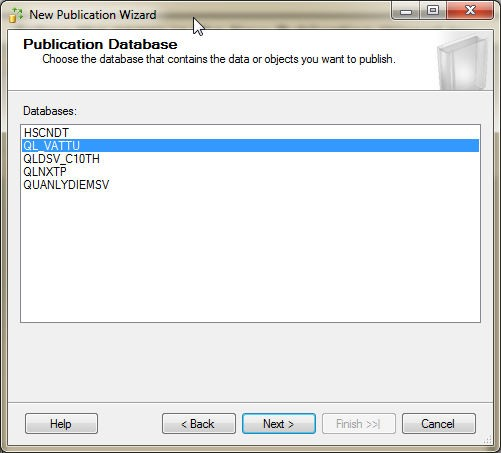 New Publication Wizard
Publication Database
Choose the database that contains the data or objects you want to publish.
Databases:
HSCNDT
QL_VATTU
QLDSV_C10TH
QLNXTP
QUANLYDIEMSV
Help
< Back
Next >
Finish >>|
Cancel